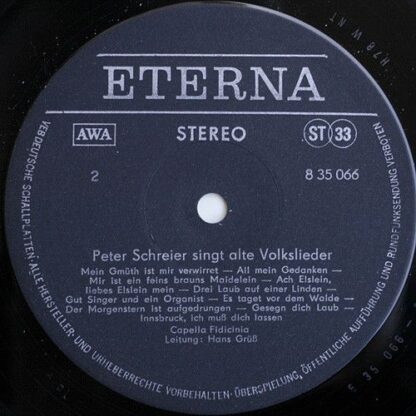 ETERNA
AWA
STEREO
ST 33
2
8 35 066
Peter Schreier singt alte Volkslieder
Mein Gmüth ist mir verwirret — All mein Gedanken —
Mir ist ein feins brauns Maidelein — Ach Elslein,
liebes Elslein mein — Drei Laub auf einer Linden —
Gut Singer und ein Organist — Es taget vor dem Walde —
Der Morgenstern ist aufgedrungen — Gesegn dich Laub —
Innsbruck, ich muß dich lassen
Capella Fidicinia
Leitung: Hans Grüß
VEB DEUTSCHE SCHALLPLATTEN · ALLE HERSTELLER- UND URHEBERRECHTE VORBEHALTEN · ÜBERSPIELUNG, ÖFFENTLICHE AUFFÜHRUNG UND RUNDFUNKSENDUNG VERBOTEN
E 35 066